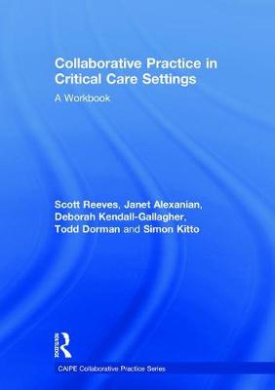 Collaborative Practice in
Critical Care Settings
A Workbook
Scott Reeves, Janet Alexanian,
Deborah Kendall-Gallagher,
Todd Dorman and Simon Kitto
ROUTLEDGE
CAIPE Collaborative Practice Series